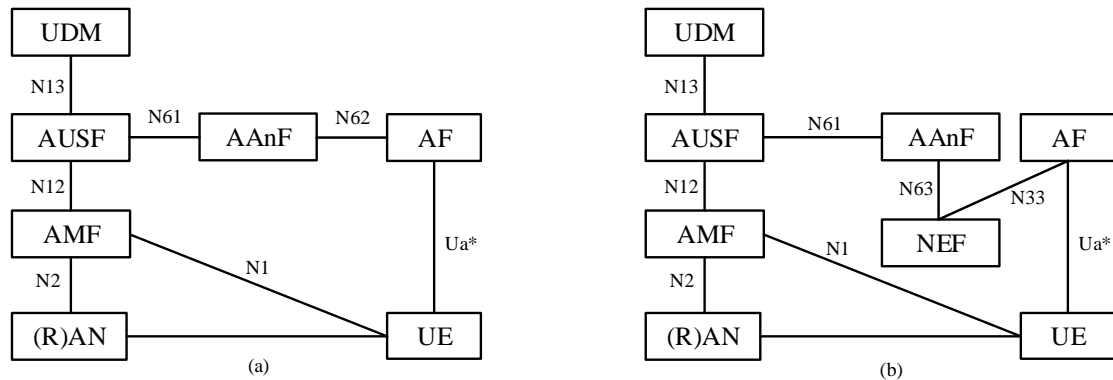 UDM
N13
AUSF
N61
AAnF
N62
AF
N12
AMF
N1
Ua*
N2
(R)AN
UE
(a)
UDM
N13
AUSF
N61
AAnF
AF
N12
N63
N33
AMF
NEF
N1
Ua*
N2
(R)AN
UE
(b)